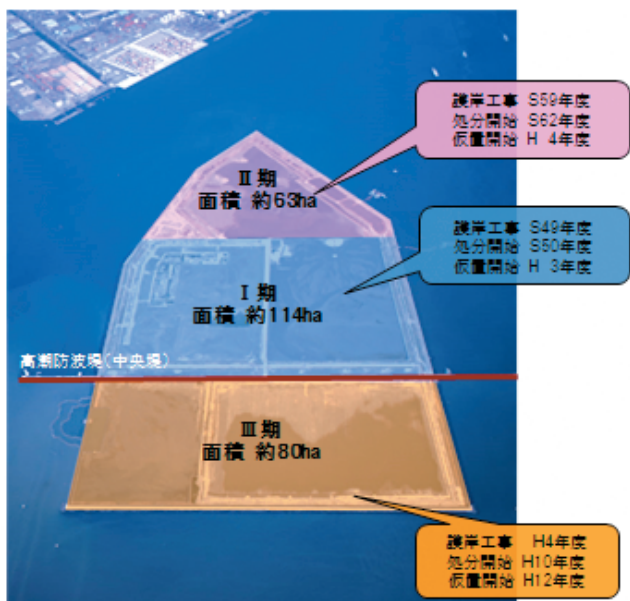 護岸工事 S59年度
処分開始 S62年度
仮置開始 H 4年度
Ⅱ期
面積 約63ha
護岸工事 S49年度
処分開始 S50年度
仮置開始 H 3年度
Ⅰ期
面積 約114ha
高潮防波堤(中央堤)
Ⅲ期
面積 約80ha
護岸工事 H4年度
処分開始 H10年度
仮置開始 H12年度